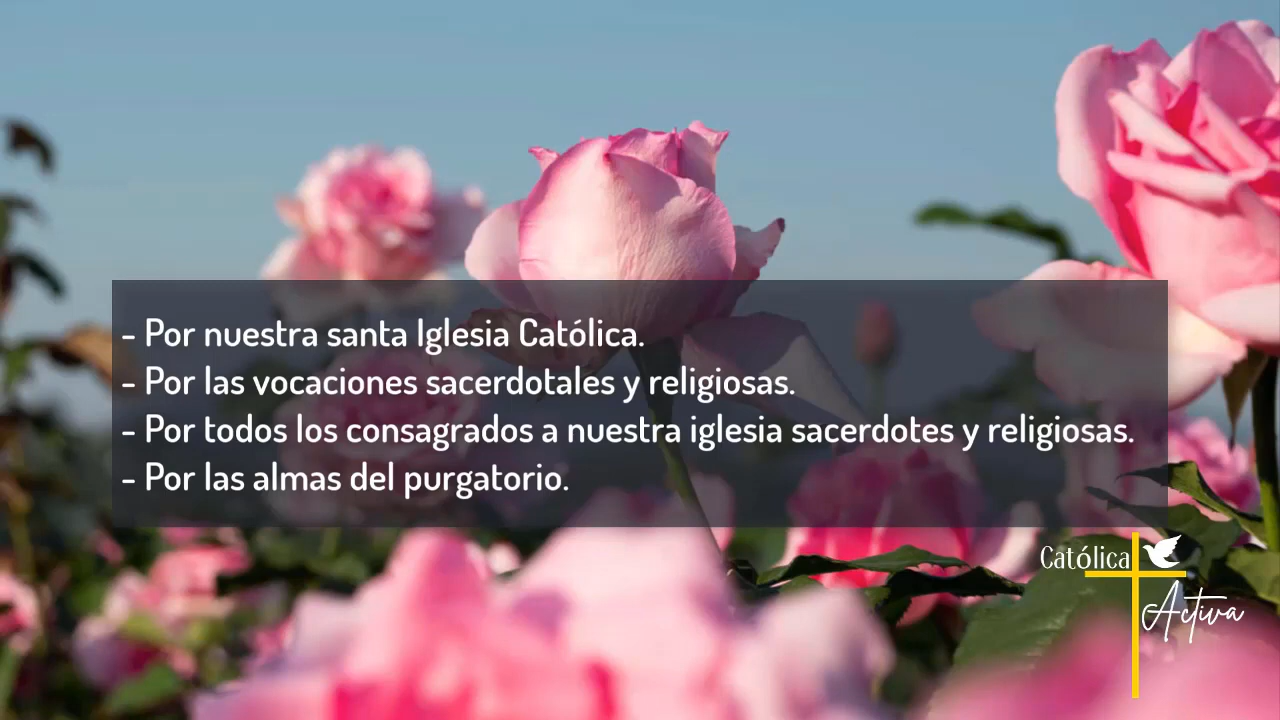 - Por nuestra santa Iglesia Católica.
- Por las vocaciones sacerdotales y religiosas.
- Por todos los consagrados a nuestra iglesia sacerdotes y religiosas.
- Por las almas del purgatorio.
Católica
Activa